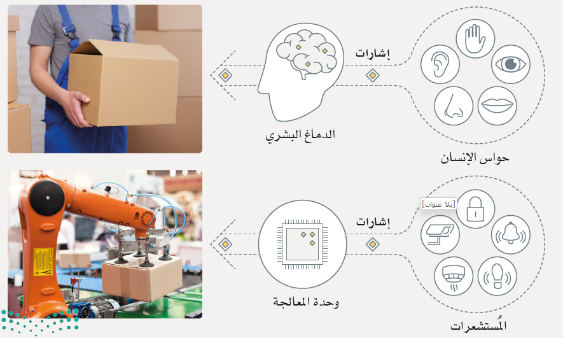 إشارات
الدماغ البشري
حواس الإنسان
[بلا عنوان]
إشارات
وحدة المعالجة
المُستشعرات